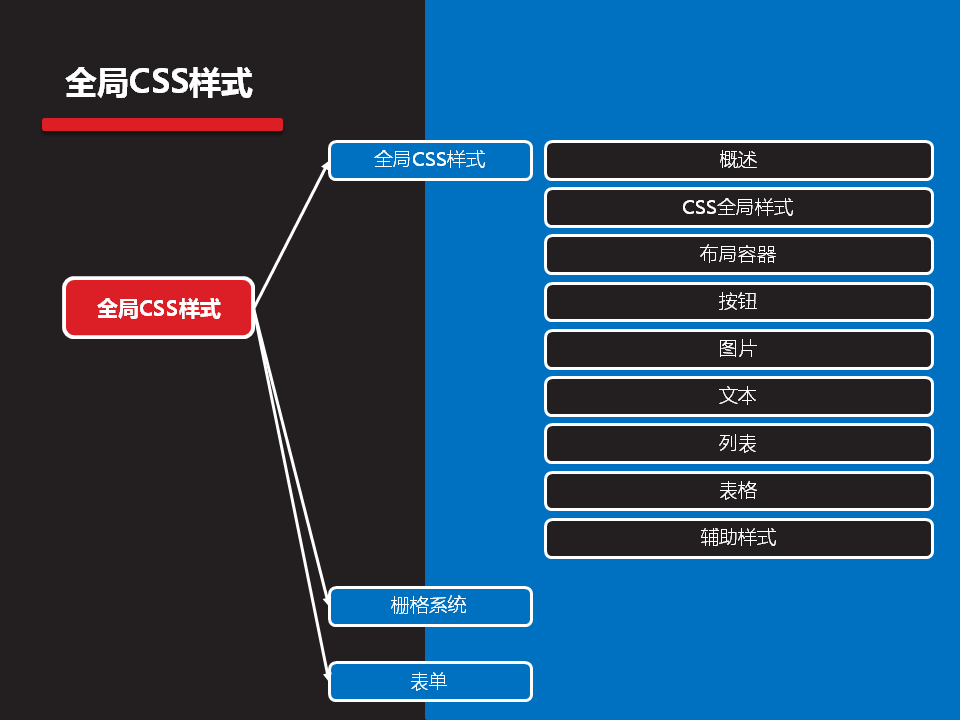 全局CSS样式
全局CSS样式
概述
CSS全局样式
布局容器
全局CSS样式
按钮
图片
文本
列表
表格
辅助样式
栅格系统
表单